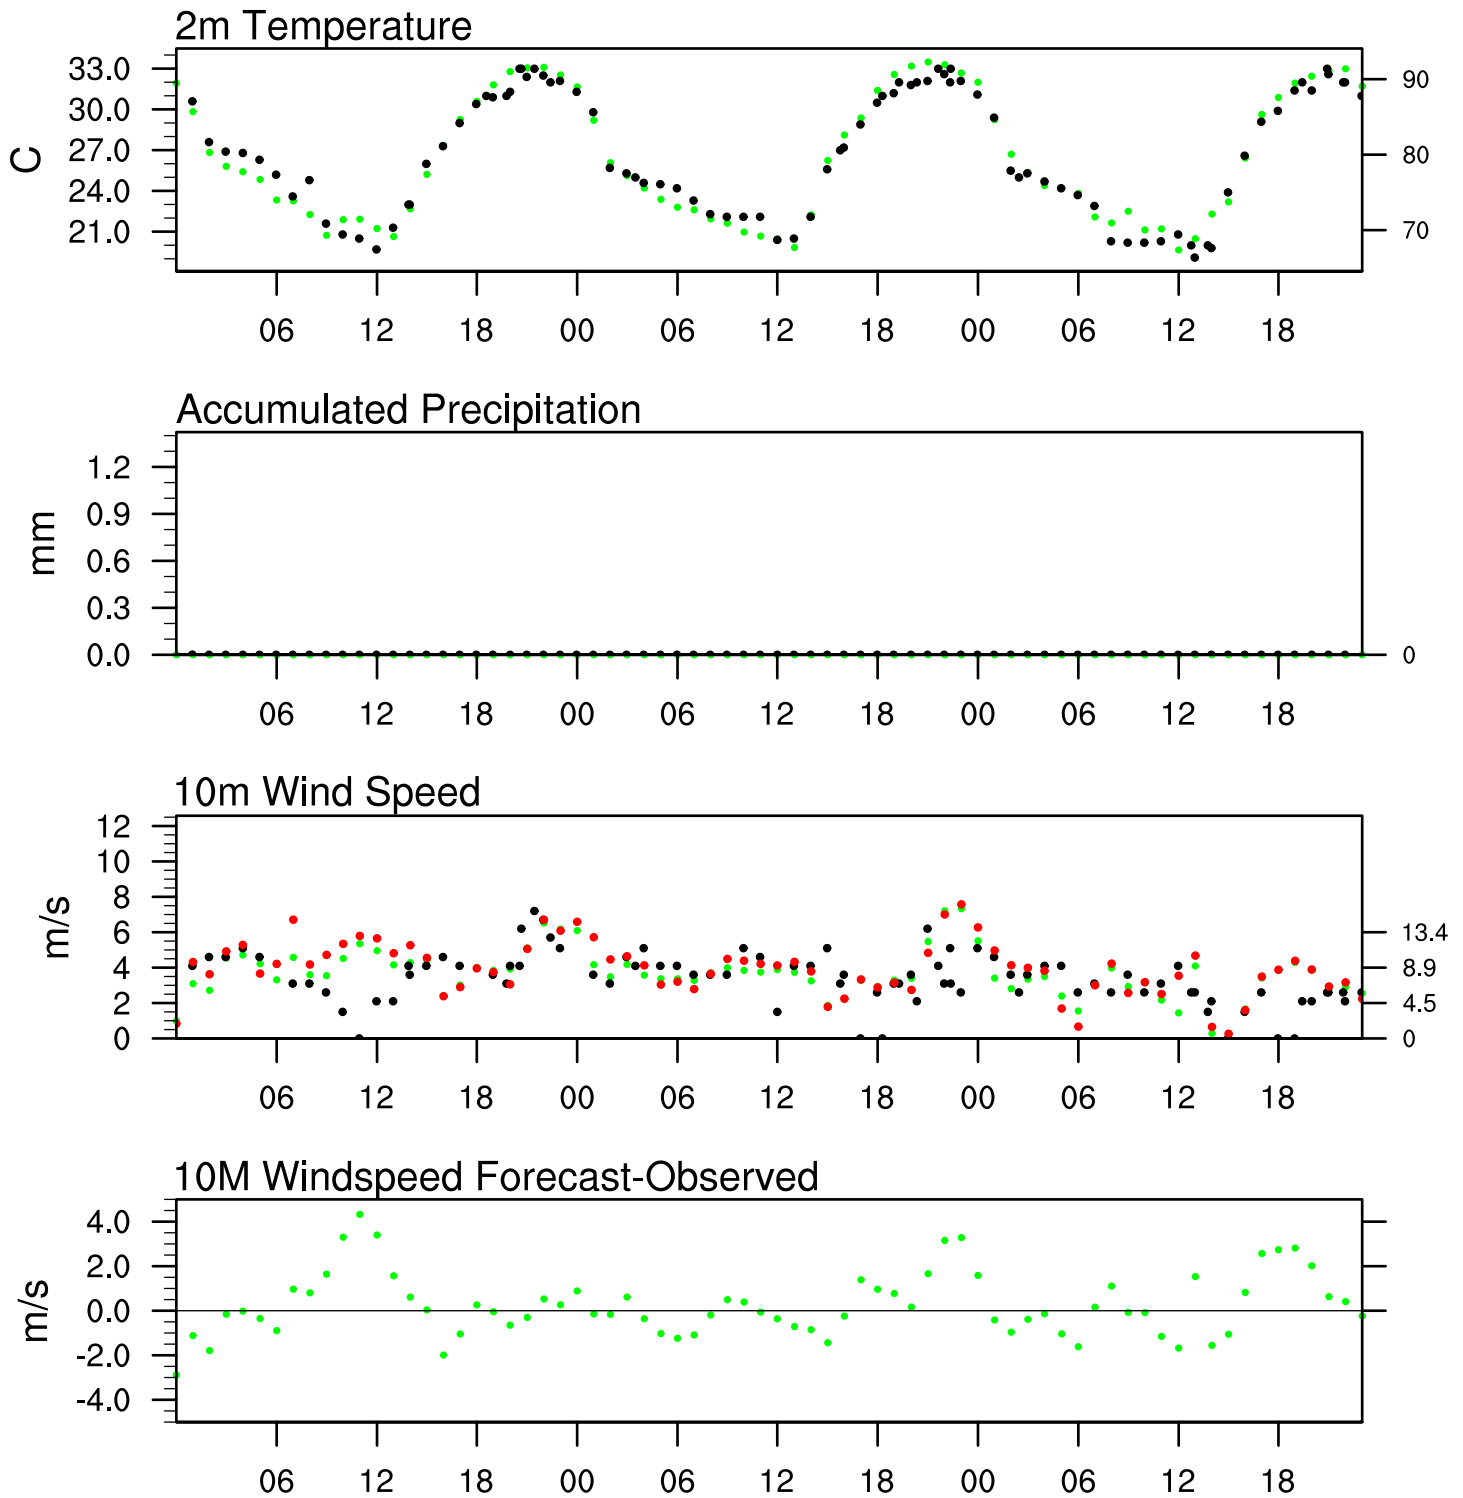 2m Temperature
33.0
30.0
27.0
24.0
21.0
C
90
80
70
06 12 18 00 06 12 18 00 06 12 18
Accumulated Precipitation
1.2
0.9
0.6
0.3
0.0
mm
0
06 12 18 00 06 12 18 00 06 12 18
10m Wind Speed
12
10
8
6
4
2
0
m/s
13.4
8.9
4.5
0
06 12 18 00 06 12 18 00 06 12 18
10M Windspeed Forecast-Observed
4.0
2.0
0.0
-2.0
-4.0
m/s
06 12 18 00 06 12 18 00 06 12 18